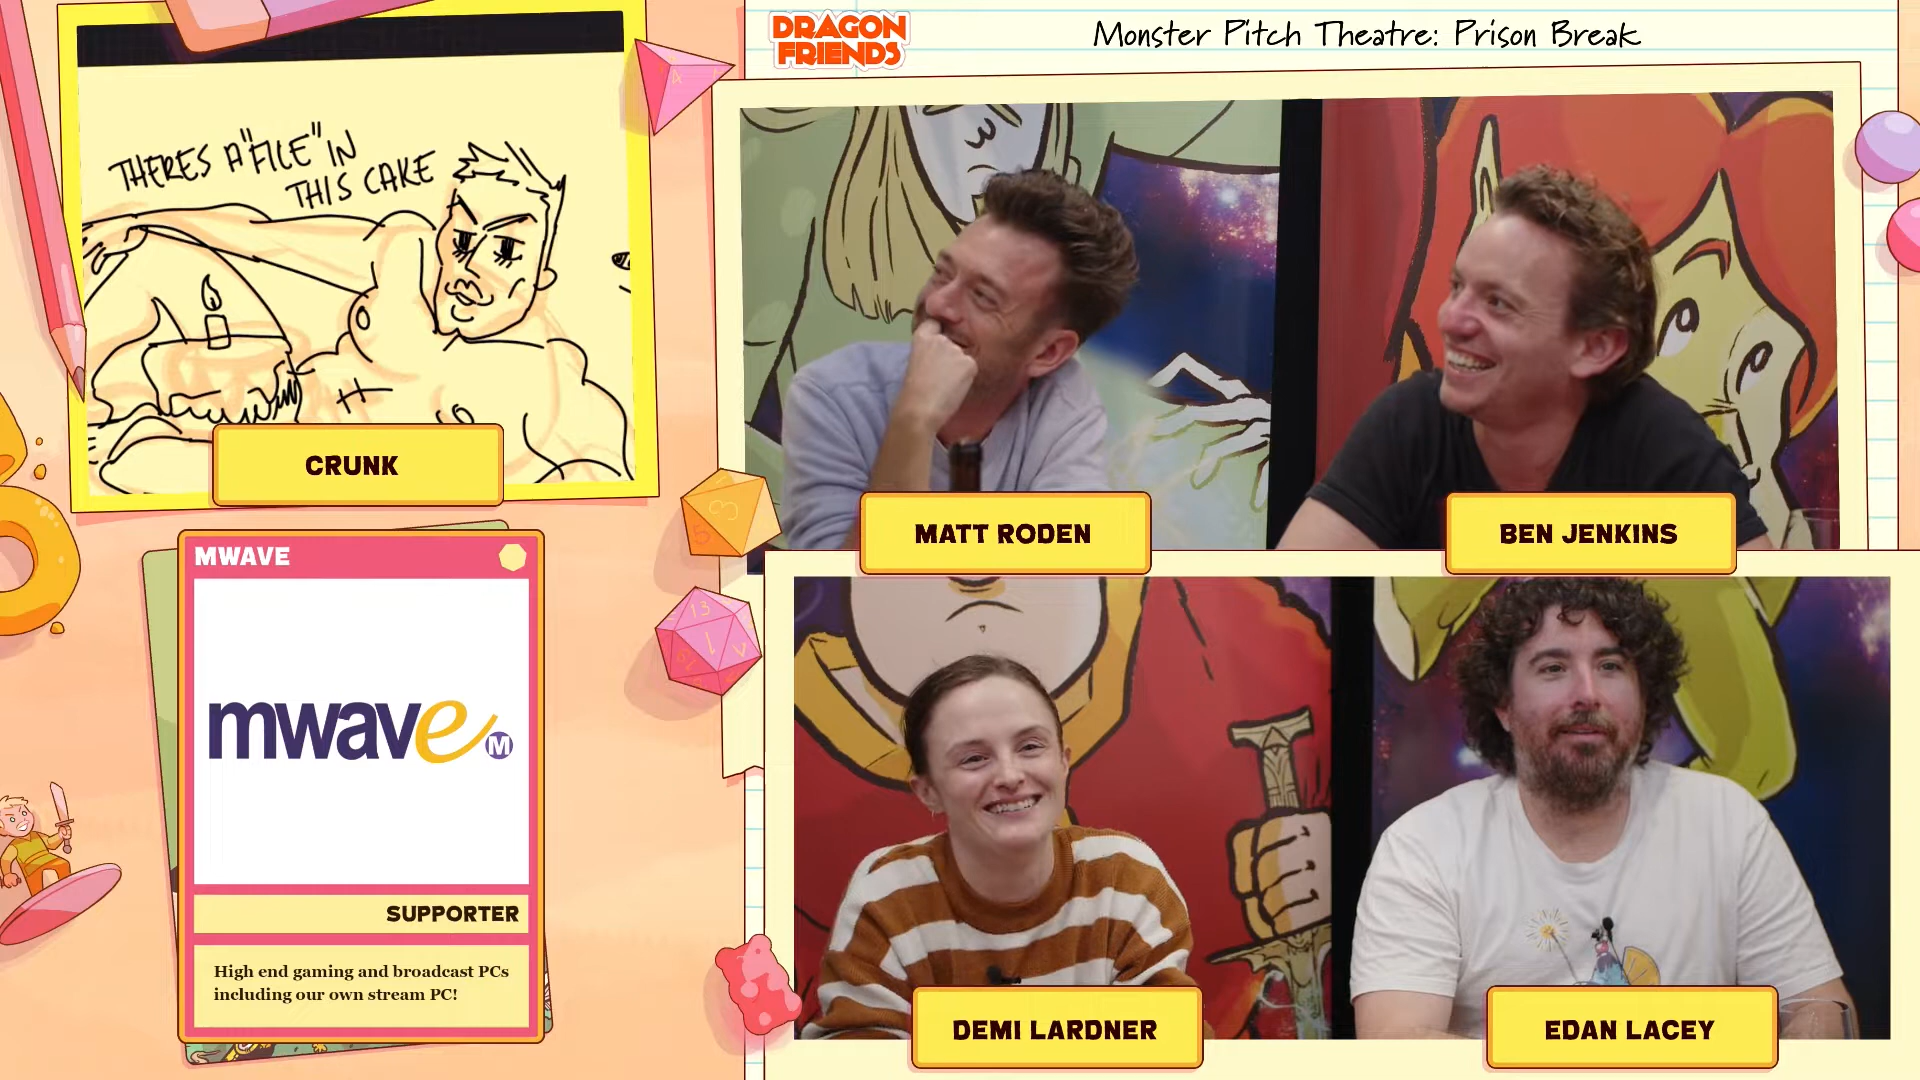 DRAGON
FRIENDS
Monster Pitch Theatre: Prison Break
THERES A "FILE" IN
THIS CAKE
CRUNK
MATT RODEN
BEN JENKINS
MWAVE
mwave M
SUPPORTER
High end gaming and broadcast PCs
including our own stream PC!
DEMI LARDNER
EDAN LACEY